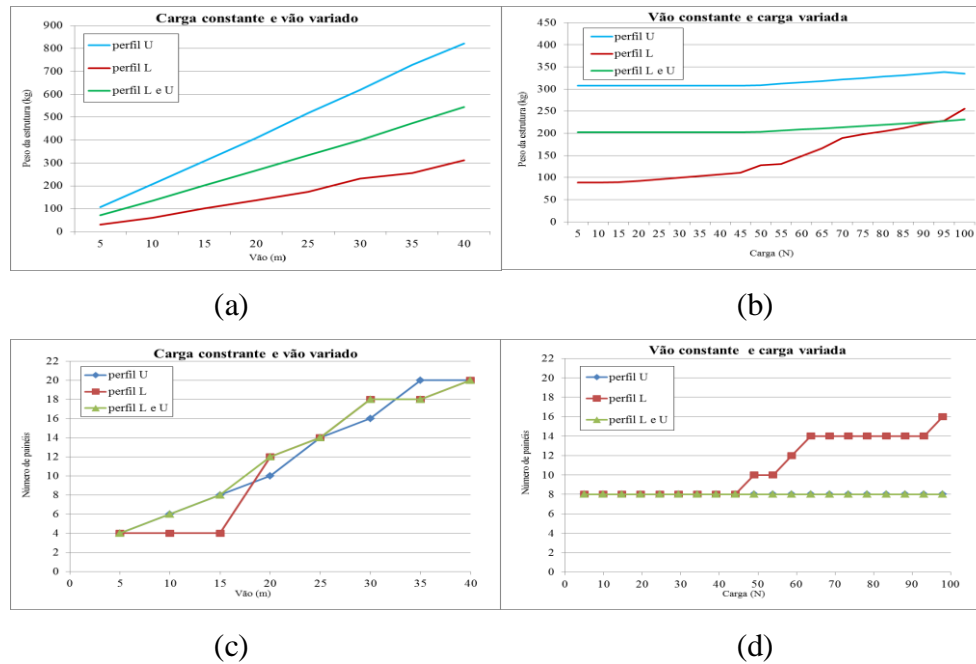 Carga constante e vão variado
Peso da estrutura (kg)
900
800
700
600
500
400
300
200
100
0
perfil U
perfil L
perfil L e U
5 10 15 20 25 30 35 40
Vão (m)
(a)
Vão constante e carga variada
Peso da estrutura (kg)
450
400
350
300
250
200
150
100
50
0
perfil U
perfil L
perfil L e U
5 10 15 20 25 30 35 40 45 50 55 60 65 70 75 80 85 90 95 100
Carga (N)
(b)
Carga constrante e vão variado
Número de painéis
22
20
18
16
14
12
10
8
6
4
2
0
perfil U
perfil L
perfil L e U
0 5 10 15 20 25 30 35 40
Vão (m)
(c)
Vão constante e carga variada
Número de painéis
22
20
18
16
14
12
10
8
6
4
2
0
perfil U
perfil L
perfil L e U
0 10 20 30 40 50 60 70 80 90 100
Carga (N)
(d)